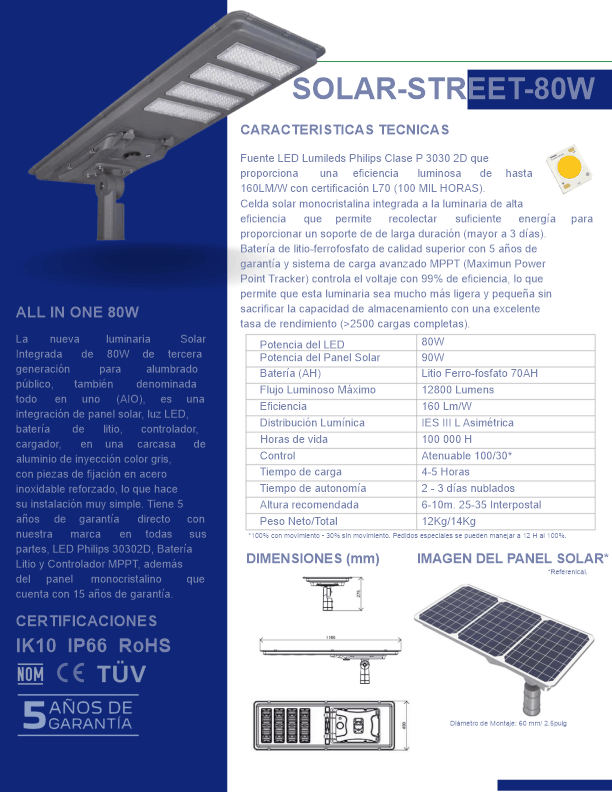 SOLAR-STREET-80W
CARACTERISTICAS TECNICAS
Fuente LED Lumileds Philips Clase P 3030 2D que
proporciona una eficiencia luminosa de hasta
160LM/W con certificación L70 (100 MIL HORAS).
Celda solar monocristalina integrada a la luminaria de alta
eficiencia que permite recolectar suficiente energía para
proporcionar un soporte de de larga duración (mayor a 3 días).
Batería de litio-ferrofosfato de calidad superior con 5 años de
garantía y sistema de carga avanzado MPPT (Maximun Power
Point Tracker) controla el voltaje con 99% de eficiencia, lo que
permite que esta luminaria sea mucho más ligera y pequeña sin
sacrificar la capacidad de almacenamiento con una excelente
tasa de rendimiento (>2500 cargas completas).
Potencia del LED 80W
Potencia del Panel Solar 90W
Batería (AH) Litio Ferro-fosfato 70AH
Flujo Luminoso Máximo 12800 Lumens
Eficiencia 160 Lm/W
Distribución Lumínica IES III L Asimétrica
Horas de vida 100 000 H
Control Atenuable 100/30*
Tiempo de carga 4-5 Horas
Tiempo de autonomía 2 - 3 días nublados
Altura recomendada 6-10m. 25-35 Interpostal
Peso Neto/Total 12Kg/14Kg
*100% con movimiento - 30% sin movimiento. Pedidos especiales se pueden manejar a 12 H al 100%.
ALL IN ONE 80W
La nueva luminaria Solar
Integrada de 80W de tercera
generación para alumbrado
público, también denominada
todo en uno (AIO), es una
integración de panel solar, luz LED,
batería de litio, controlador,
cargador, en una carcasa de
aluminio de inyección color gris,
con piezas de fijación en acero
inoxidable reforzado, lo que hace
su instalación muy simple. Tiene 5
años de garantía directo con
nuestra marca en todas sus
partes, LED Philips 30302D, Batería
Litio y Controlador MPPT, además
del panel monocristalino que
cuenta con 15 años de garantía.
CERTIFICACIONES
IK10 IP66 RoHS
NOM CE TÜV
5 AÑOS DE
GARANTÍA
DIMENSIONES (mm)
IMAGEN DEL PANEL SOLAR*
*Referenical.
Diámetro de Montaje: 60 mm/ 2.5pulg